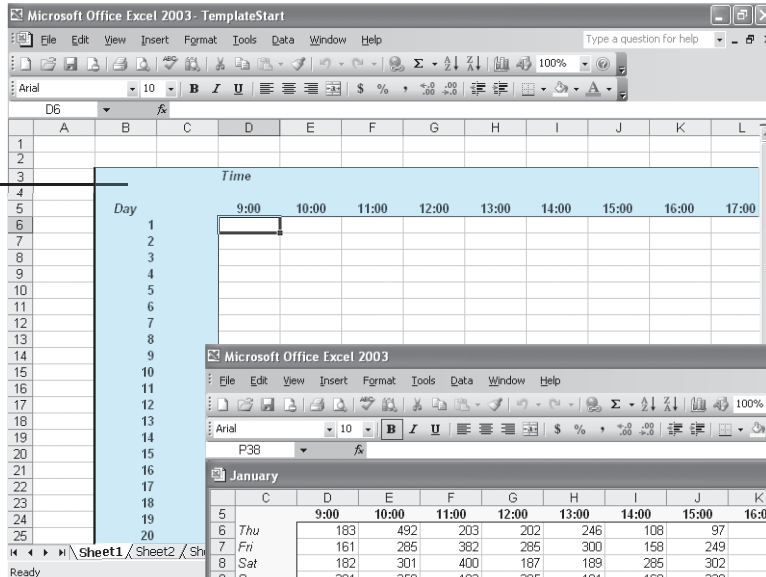 Microsoft Office Excel 2003 - TemplateStart
File Edit View Insert Format Tools Data Window Help Type a question for help
100%
Arial 10 B I U $ % ,
D6 fx
A B C D E F G H I J K L
1
2
3 Time
4
5 Day 9:00 10:00 11:00 12:00 13:00 14:00 15:00 16:00 17:00
6 1
7 2
8 3
9 4
10 5
11 6
12 7
13 8
14 9
15 10
16 11
17 12
18 13
19 14
20 15
21 16
22 17
23 18
24 19
25 20
Sheet1 Sheet2 Sh
Ready
Microsoft Office Excel 2003
File Edit View Insert Format Tools Data Window Help
100%
Arial 10 B I U $ % ,
P38 fx
January
C D E F G H I J K
5 9:00 10:00 11:00 12:00 13:00 14:00 15:00 16:0
6 Thu 183 492 203 202 246 108 97
7 Fri 161 285 382 285 300 158 249
8 Sat 182 301 400 187 189 285 302